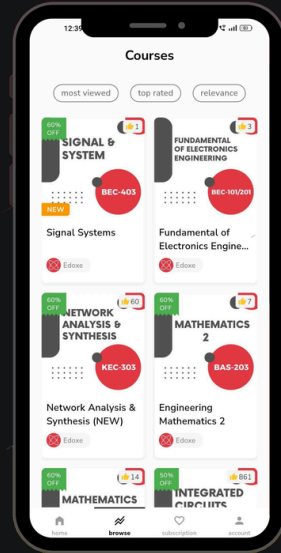 12:39
Courses
most viewed
top rated
relevance
60%
OFF
1
SIGNAL &
SYSTEM
BEC-403
NEW
Signal Systems
Edoxe
3
FUNDAMENTAL
OF ELECTRONICS
ENGINEERING
BEC-101/201
Fundamental of
Electronics Engine...
Edoxe
60%
OFF
60
NETWORK
ANALYSIS &
SYNTHESIS
KEC-303
Network Analysis &
Synthesis (NEW)
Edoxe
60%
OFF
7
MATHEMATICS
2
BAS-203
Engineering
Mathematics 2
Edoxe
60%
OFF
14
MATHEMATICS
50%
OFF
861
INTEGRATED
CIRCUITS
home
browse
subscription
account